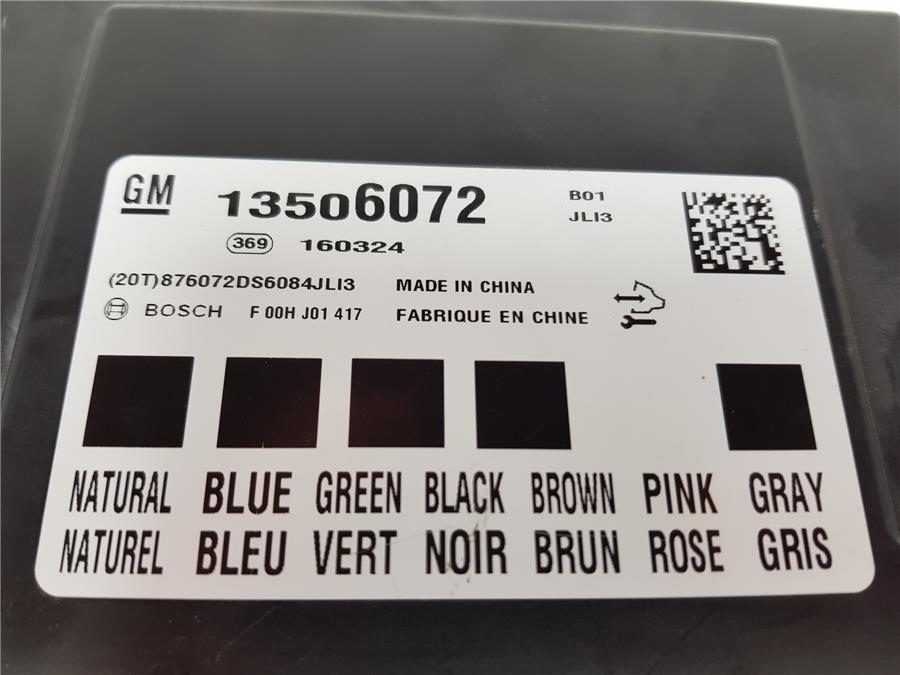 GM 13506072 B01
JLI3
369 160324
(20T)876072DS6084JLI3 MADE IN CHINA
BOSCH F 00H J01 417 FABRIQUE EN CHINE
NATURAL BLUE GREEN BLACK BROWN PINK GRAY
NATUREL BLEU VERT NOIR BRUN ROSE GRIS